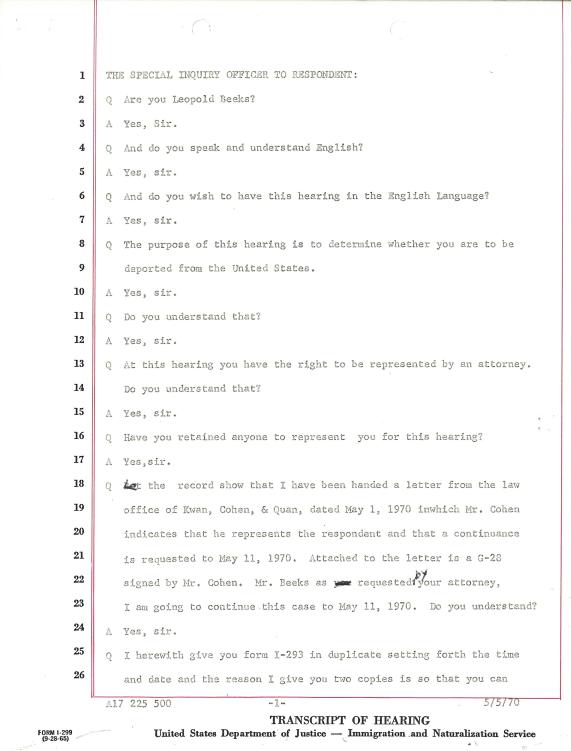 1 THE SPECIAL INQUIRY OFFICER TO RESPONDENT:
2 Q Are you Leopold Beeks?
3 A Yes, Sir.
4 Q And do you speak and understand English?
5 A Yes, sir.
6 Q And do you wish to have this hearing in the English Language?
7 A Yes, sir.
8 Q The purpose of this hearing is to determine whether you are to be
9 deported from the United States.
10 A Yes, sir.
11 Q Do you understand that?
12 A Yes, sir.
13 Q At this hearing you have the right to be represented by an attorney.
14 Do you understand that?
15 A Yes, sir.
16 Q Have you retained anyone to represent you for this hearing?
17 A Yes,sir.
18 Q Let the record show that I have been handed a letter from the law
19 office of Kwan, Cohen, & Quan, dated May 1, 1970 inwhich Mr. Cohen
20 indicates that he represents the respondent and that a continuance
21 is requested to May 11, 1970. Attached to the letter is a G-28
22 signed by Mr. Cohen. Mr. Beeks as requested by your attorney,
23 I am going to continue this case to May 11, 1970. Do you understand?
24 A Yes, sir.
25 Q I herewith give you form I-293 in duplicate setting forth the time
26 and date and the reason I give you two copies is so that you can
A17 225 500 -1- 5/5/70
TRANSCRIPT OF HEARING
FORM I-299
(9-28-65)
United States Department of Justice — Immigration and Naturalization Service